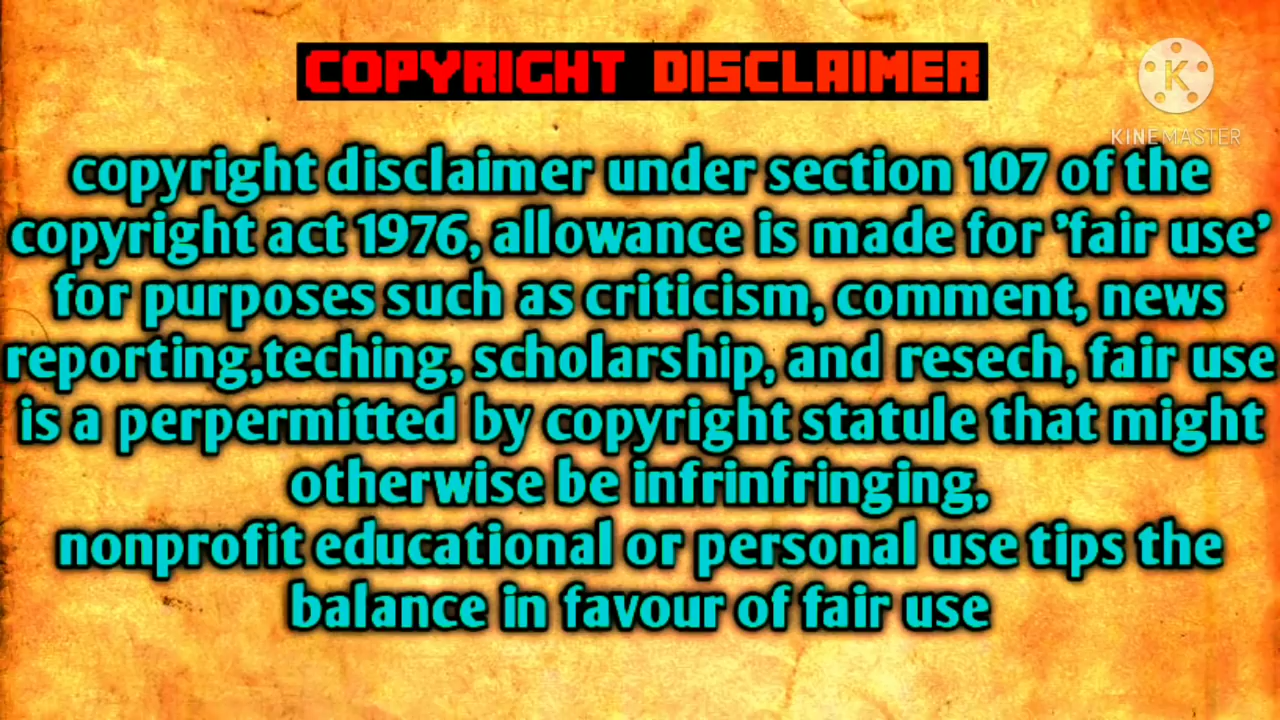 COPYRIGHT DISCLAIMER
KINEMASTER
copyright disclaimer under section 107 of the
copyright act 1976, allowance is made for 'fair use'
for purposes such as criticism, comment, news
reporting,teching, scholarship, and resech, fair use
is a perpermitted by copyright statule that might
otherwise be infrinfringing,
nonprofit educational or personal use tips the
balance in favour of fair use